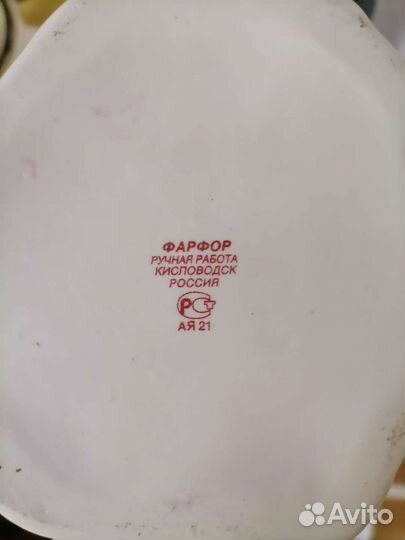 ФАРФОР
РУЧНАЯ РАБОТА
КИСЛОВОДСК
РОССИЯ
РСТ
АЯ 21
Avito